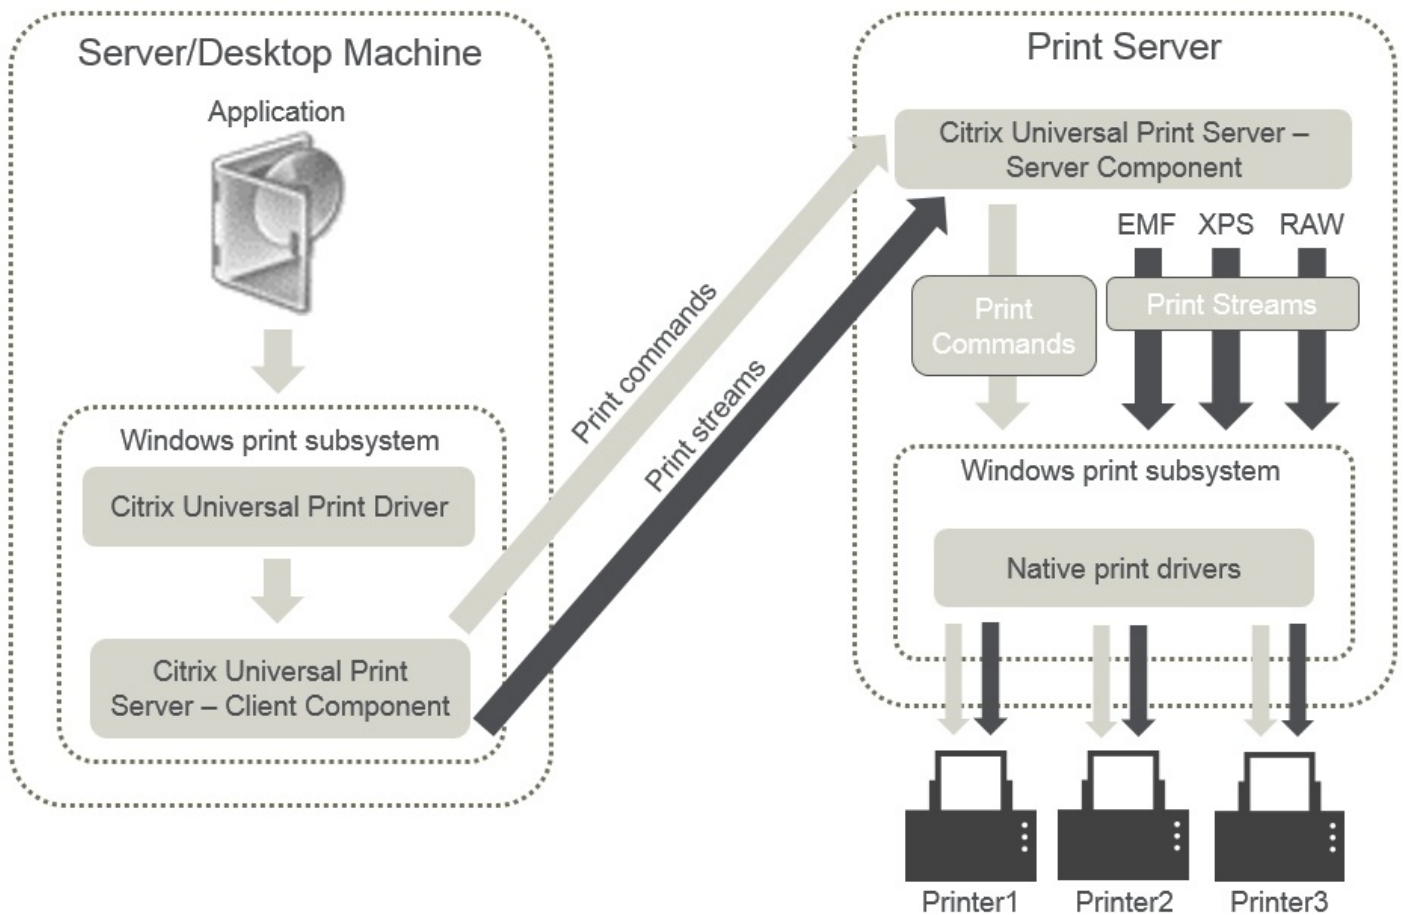 Server/Desktop Machine
Application
Windows print subsystem
Citrix Universal Print Driver
Citrix Universal Print
Server – Client Component
Print commands
Print streams
Print Server
Citrix Universal Print Server –
Server Component
EMF XPS RAW
Print
Commands
Print Streams
Windows print subsystem
Native print drivers
Printer1 Printer2 Printer3